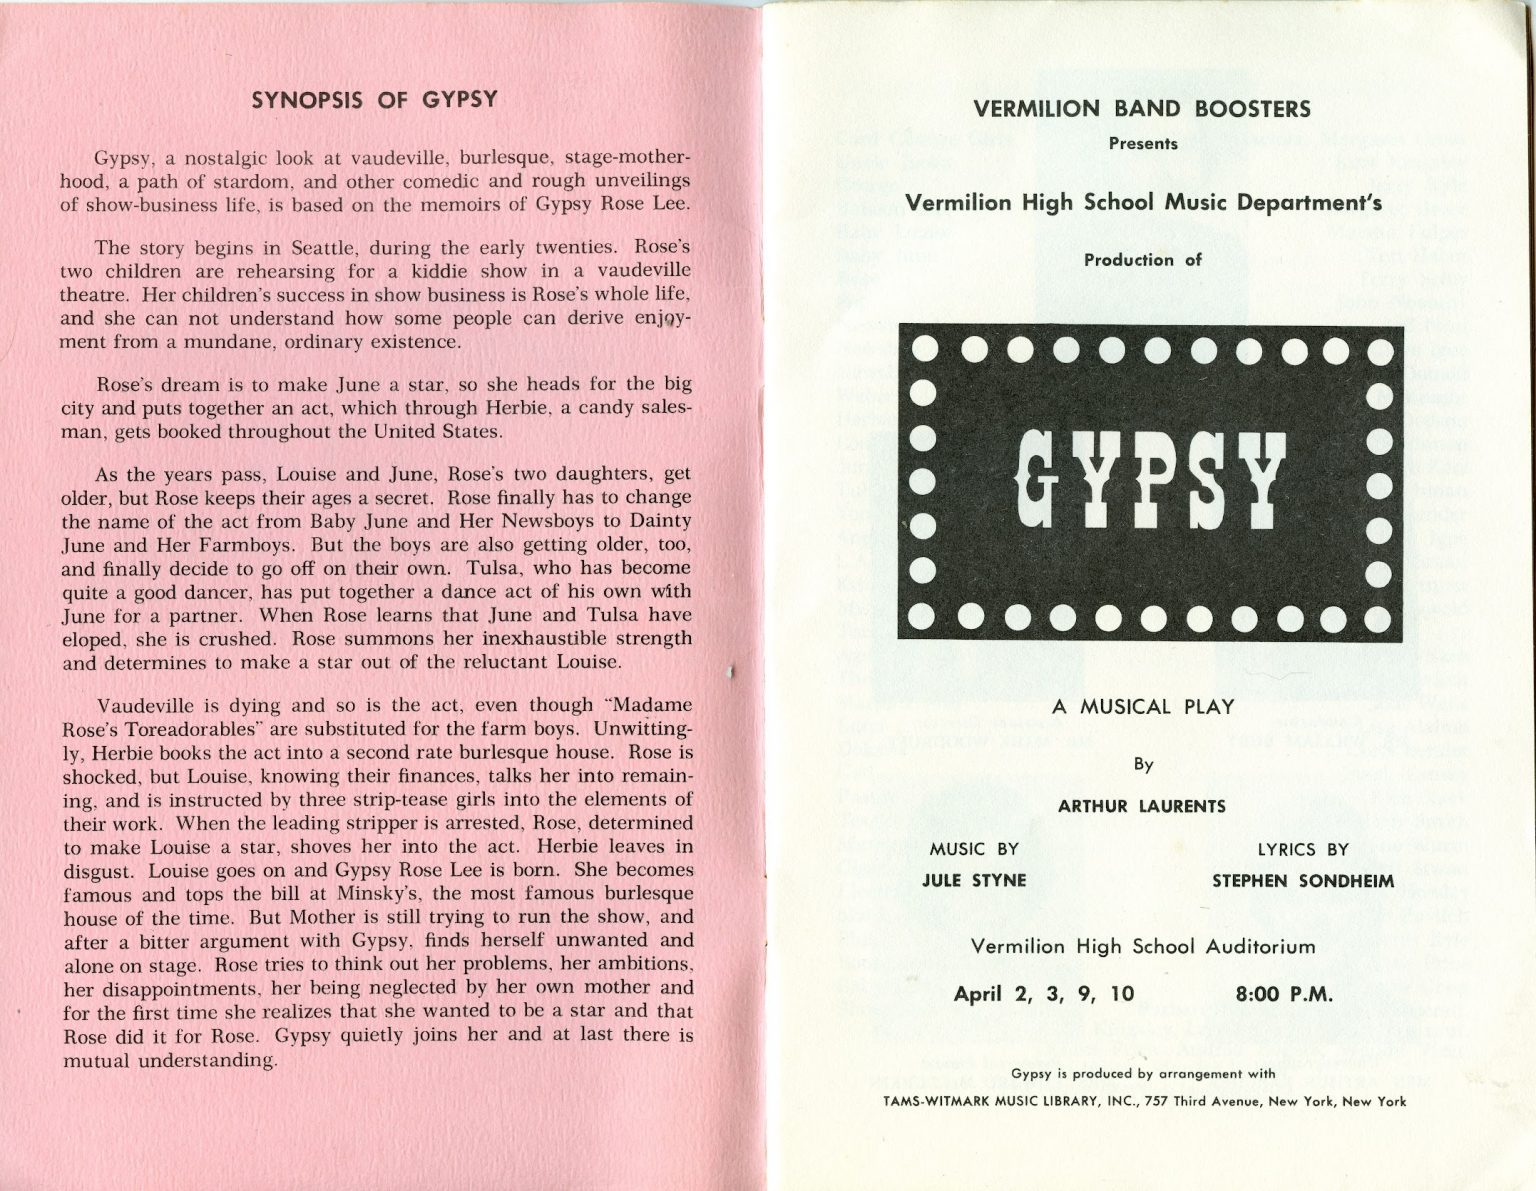 SYNOPSIS OF GYPSY
Gypsy, a nostalgic look at vaudeville, burlesque, stage-mother-
hood, a path of stardom, and other comedic and rough unveilings
of show-business life, is based on the memoirs of Gypsy Rose Lee.
The story begins in Seattle, during the early twenties. Rose's
two children are rehearsing for a kiddie show in a vaudeville
theatre. Her children's success in show business is Rose's whole life,
and she can not understand how some people can derive enjoy-
ment from a mundane, ordinary existence.
Rose's dream is to make June a star, so she heads for the big
city and puts together an act, which through Herbie, a candy sales-
man, gets booked throughout the United States.
As the years pass, Louise and June, Rose's two daughters, get
older, but Rose keeps their ages a secret. Rose finally has to change
the name of the act from Baby June and Her Newsboys to Dainty
June and Her Farmboys. But the boys are also getting older, too,
and finally decide to go off on their own. Tulsa, who has become
quite a good dancer, has put together a dance act of his own with
June for a partner. When Rose learns that June and Tulsa have
eloped, she is crushed. Rose summons her inexhaustible strength
and determines to make a star out of the reluctant Louise.
Vaudeville is dying and so is the act, even though "Madame
Rose's Toreadorables" are substituted for the farm boys. Unwitting-
ly, Herbie books the act into a second rate burlesque house. Rose is
shocked, but Louise, knowing their finances, talks her into remain-
ing, and is instructed by three strip-tease girls into the elements of
their work. When the leading stripper is arrested, Rose, determined
to make Louise a star, shoves her into the act. Herbie leaves in
disgust. Louise goes on and Gypsy Rose Lee is born. She becomes
famous and tops the bill at Minsky's, the most famous burlesque
house of the time. But Mother is still trying to run the show, and
after a bitter argument with Gypsy, finds herself unwanted and
alone on stage. Rose tries to think out her problems, her ambitions,
her disappointments, her being neglected by her own mother and
for the first time she realizes that she wanted to be a star and that
Rose did it for Rose. Gypsy quietly joins her and at last there is
mutual understanding.
VERMILION BAND BOOSTERS
Presents
Vermilion High School Music Department's
Production of
GYPSY
A MUSICAL PLAY
By
ARTHUR LAURENTS
MUSIC BY
JULE STYNE
LYRICS BY
STEPHEN SONDHEIM
Vermilion High School Auditorium
April 2, 3, 9, 10 8:00 P.M.
Gypsy is produced by arrangement with
TAMS-WITMARK MUSIC LIBRARY, INC., 757 Third Avenue, New York, New York